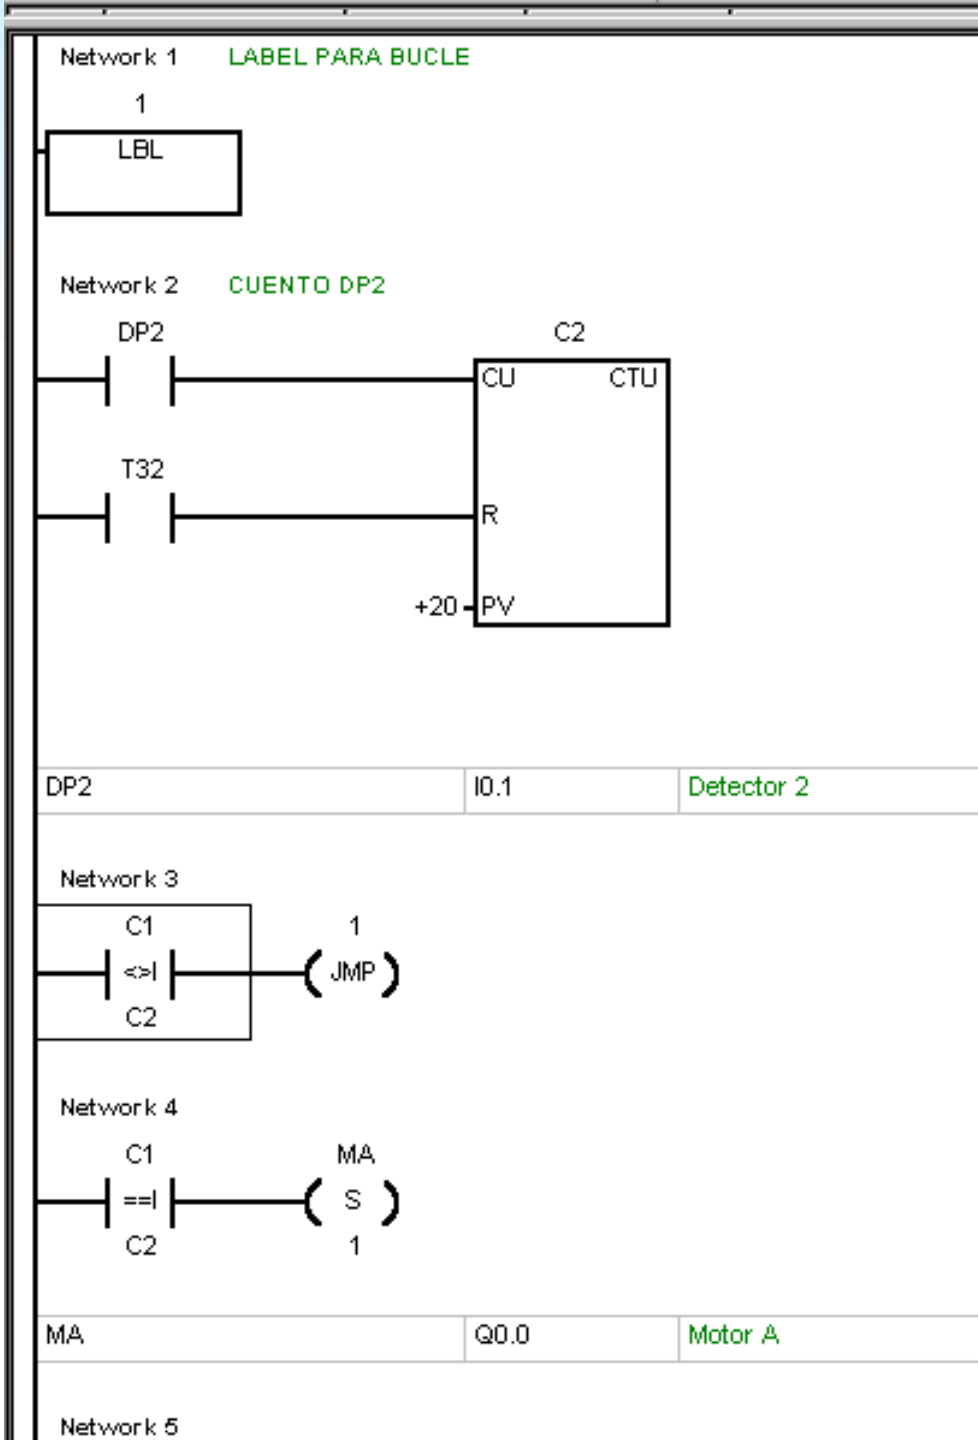 Network 1 LABEL PARA BUCLE
1
LBL
Network 2 CUENTO DP2
DP2 C2
CU CTU
T32
R
+20 PV
DP2 I0.1 Detector 2
Network 3
C1 1
<>I JMP
C2
Network 4
C1 MA
==I S
C2 1
MA Q0.0 Motor A
Network 5